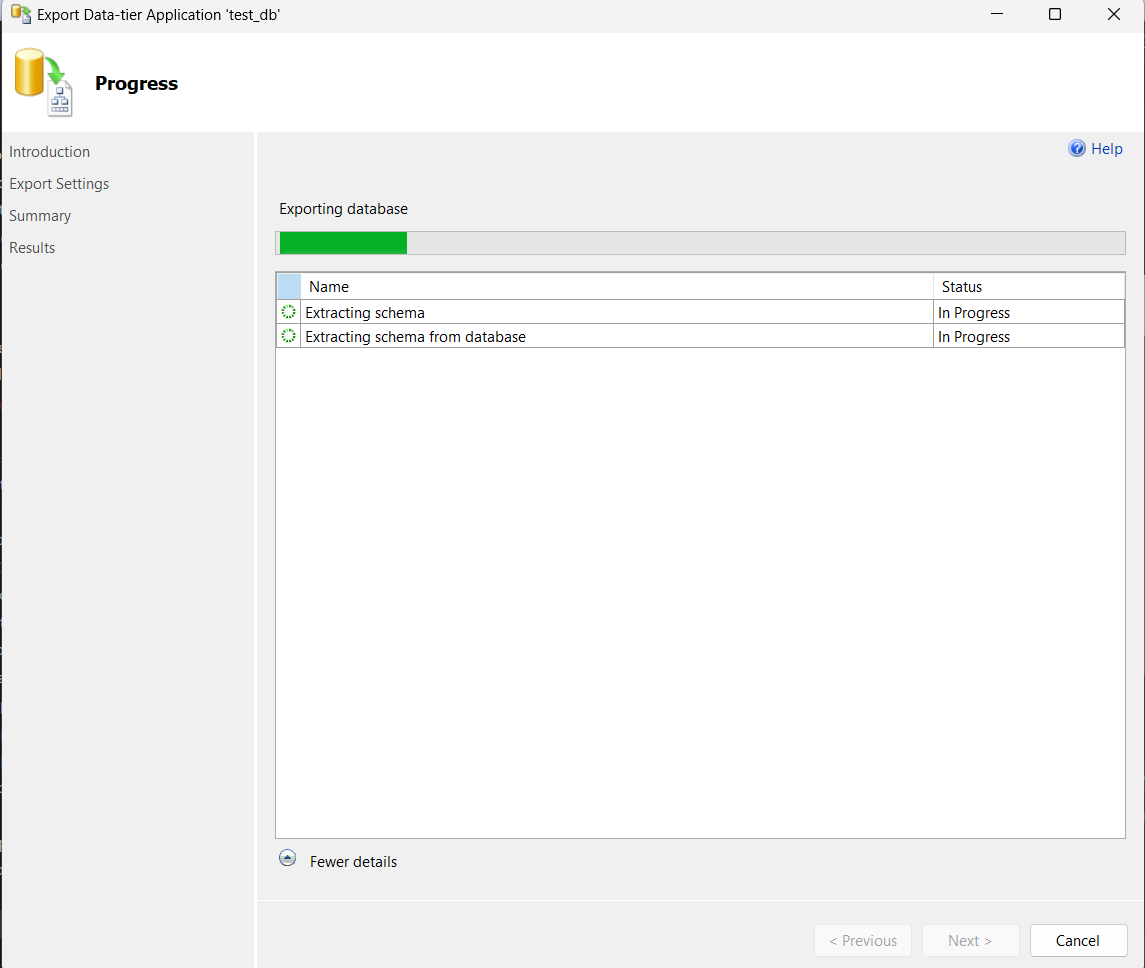 Export Data-tier Application 'test_db'
Progress
Introduction
Export Settings
Summary
Results
Help
Exporting database
Name Status
Extracting schema In Progress
Extracting schema from database In Progress
Fewer details
< Previous Next > Cancel